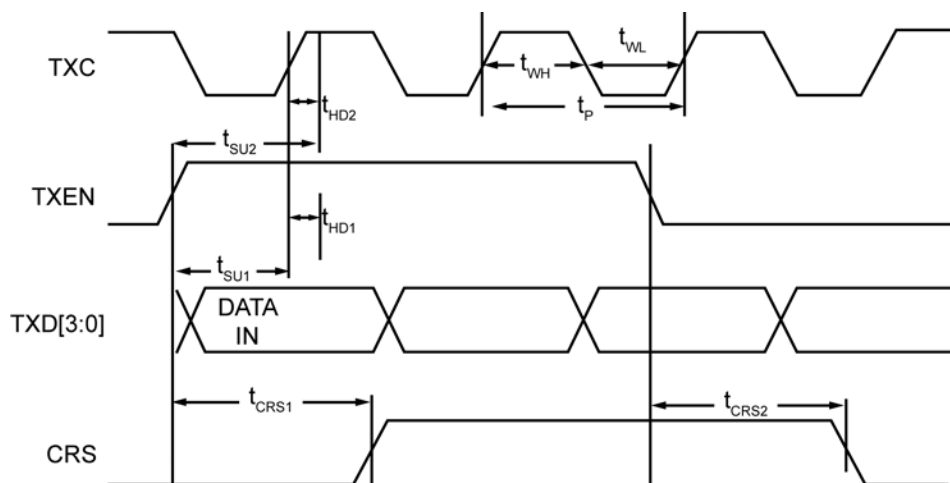 TXC
t_WH
t_WL
t_P
t_HD2
t_SU2
TXEN
t_HD1
t_SU1
TXD[3:0]
DATA
IN
t_CRS1
t_CRS2
CRS